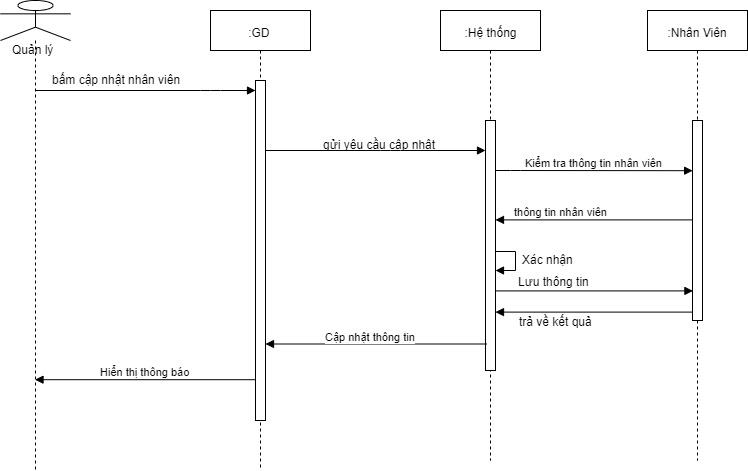 Quản lý
:GD
:Hệ thống
:Nhân Viên
bấm cập nhật nhân viên
gửi yêu cầu cập nhật
Kiểm tra thông tin nhân viên
thông tin nhân viên
Xác nhận
Lưu thông tin
trả về kết quả
Cập nhật thông tin
Hiển thị thông báo